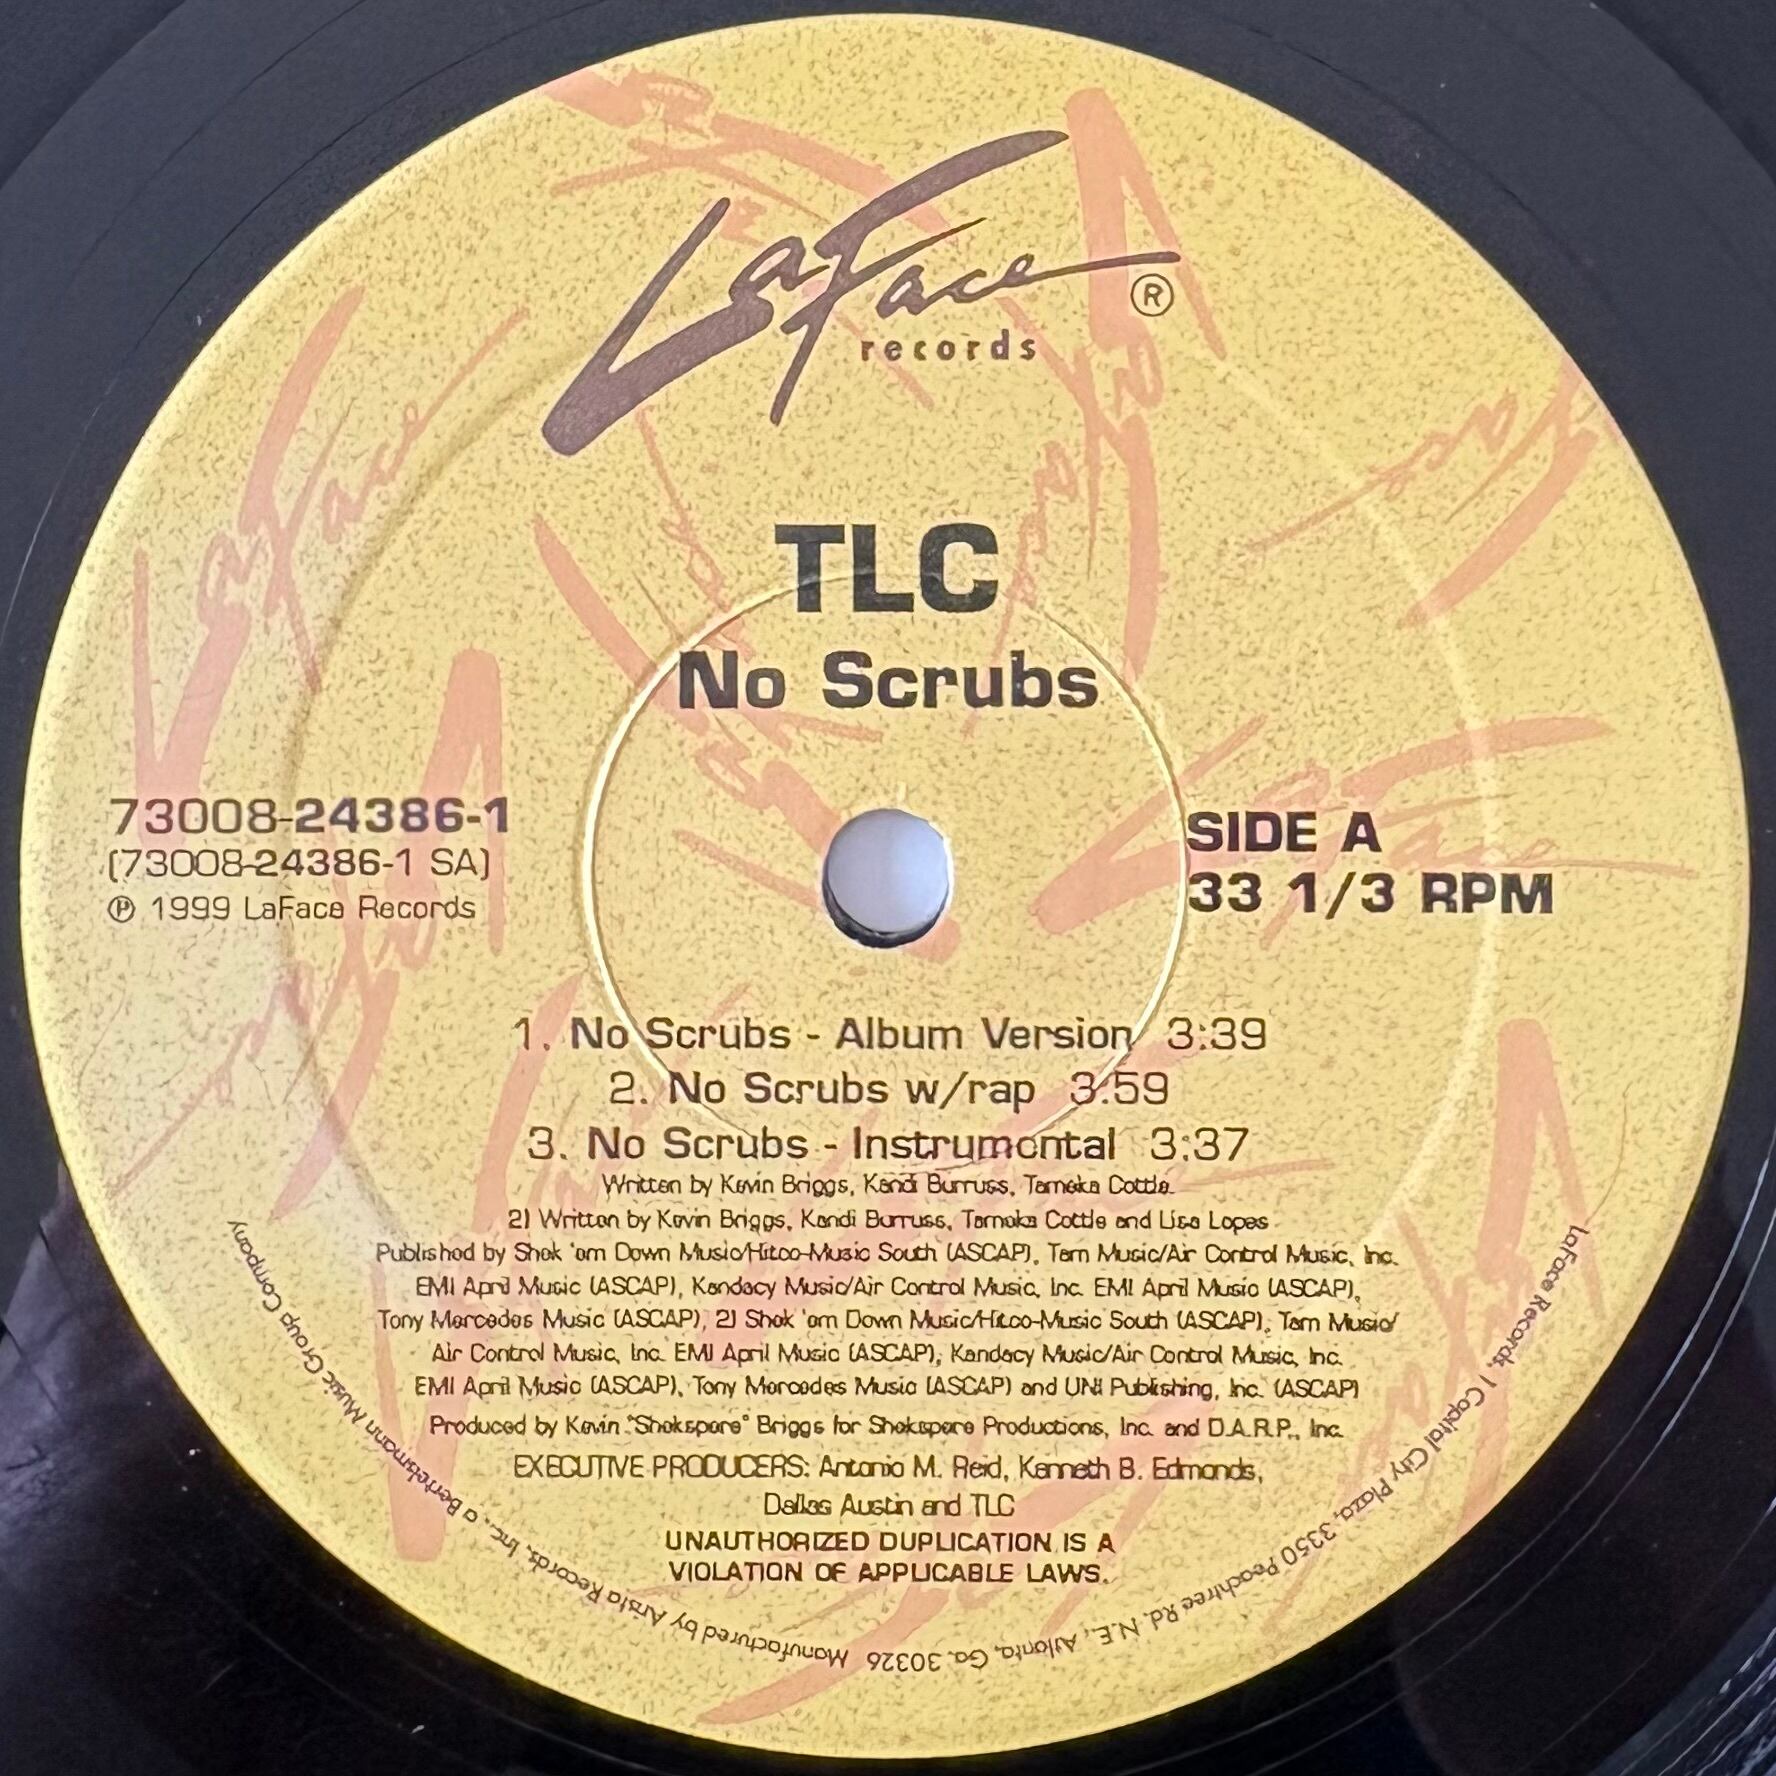 LaFace ®
records
TLC
No Scrubs
73008-24386-1
(73008-24386-1 SA)
℗ 1999 LaFace Records
SIDE A
33 1/3 RPM
1. No Scrubs - Album Version 3:39
2. No Scrubs w/rap 3:59
3. No Scrubs - Instrumental 3:37
Written by Kevin Briggs, Kandi Burruss, Tameka Cottle
2) Written by Kevin Briggs, Kandi Burruss, Tameka Cottle and Lisa Lopes
Published by Shek 'em Down Music/Hitco-Music South (ASCAP), Tam Music/Air Control Music, Inc.
EMI April Music (ASCAP), Kandacy Music/Air Control Music, Inc. EMI April Music (ASCAP),
Tony Mercedes Music (ASCAP), 2) Shek 'em Down Music/Hitco-Music South (ASCAP), Tam Music/
Air Control Music, Inc. EMI April Music (ASCAP), Kandacy Music/Air Control Music, Inc.
EMI April Music (ASCAP), Tony Mercedes Music (ASCAP) and UNI Publishing, Inc. (ASCAP)
Produced by Kevin "Shekspere" Briggs for Shekspere Productions, Inc. and D.A.R.P., Inc.
EXECUTIVE PRODUCERS: Antonio M. Reid, Kenneth B. Edmonds,
Dallas Austin and TLC
UNAUTHORIZED DUPLICATION IS A
VIOLATION OF APPLICABLE LAWS.
LaFace Records, 1 Capital City Plaza, 3350 Peachtree Rd. N.E., Atlanta, Ga. 30326 Manufactured by Arista Records, Inc., a Bertelsmann Music Group Company